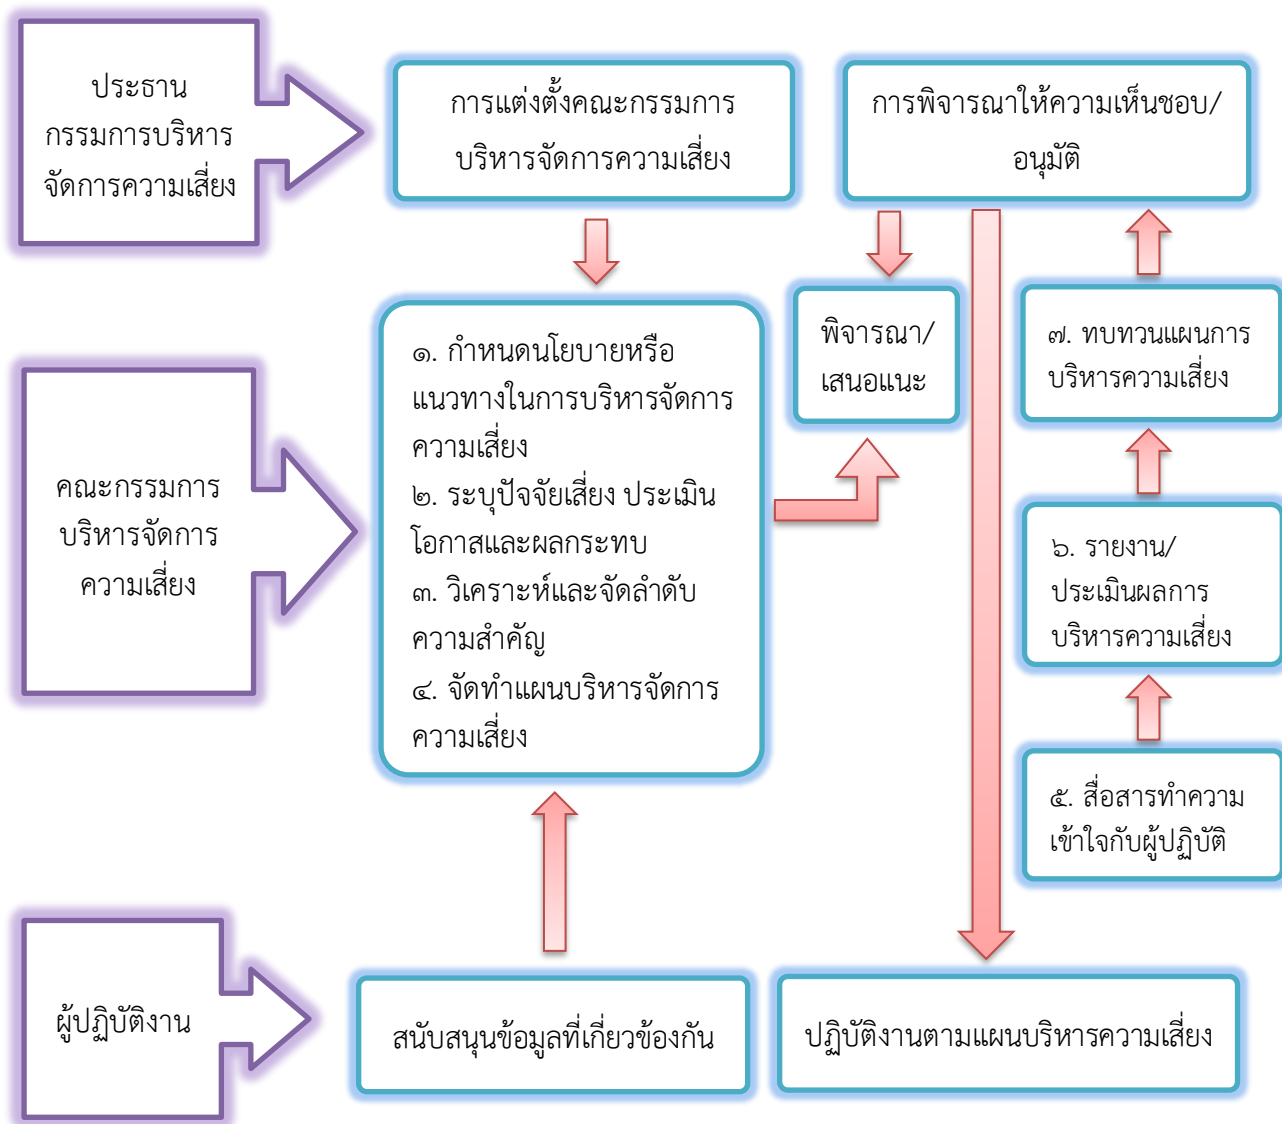 ประธาน
กรรมการบริหาร
จัดการความเสี่ยง
การแต่งตั้งคณะกรรมการ
บริหารจัดการความเสี่ยง
การพิจารณาให้ความเห็นชอบ/
อนุมัติ
คณะกรรมการ
บริหารจัดการ
ความเสี่ยง
๑. กำหนดนโยบายหรือ
แนวทางในการบริหารจัดการ
ความเสี่ยง
๒. ระบุปัจจัยเสี่ยง ประเมิน
โอกาสและผลกระทบ
๓. วิเคราะห์และจัดลำดับ
ความสำคัญ
๔. จัดทำแผนบริหารจัดการ
ความเสี่ยง
พิจารณา/
เสนอแนะ
๗. ทบทวนแผนการ
บริหารความเสี่ยง
๖. รายงาน/
ประเมินผลการ
บริหารความเสี่ยง
๕. สื่อสารทำความ
เข้าใจกับผู้ปฏิบัติ
ผู้ปฏิบัติงาน
สนับสนุนข้อมูลที่เกี่ยวข้องกัน
ปฏิบัติงานตามแผนบริหารความเสี่ยง